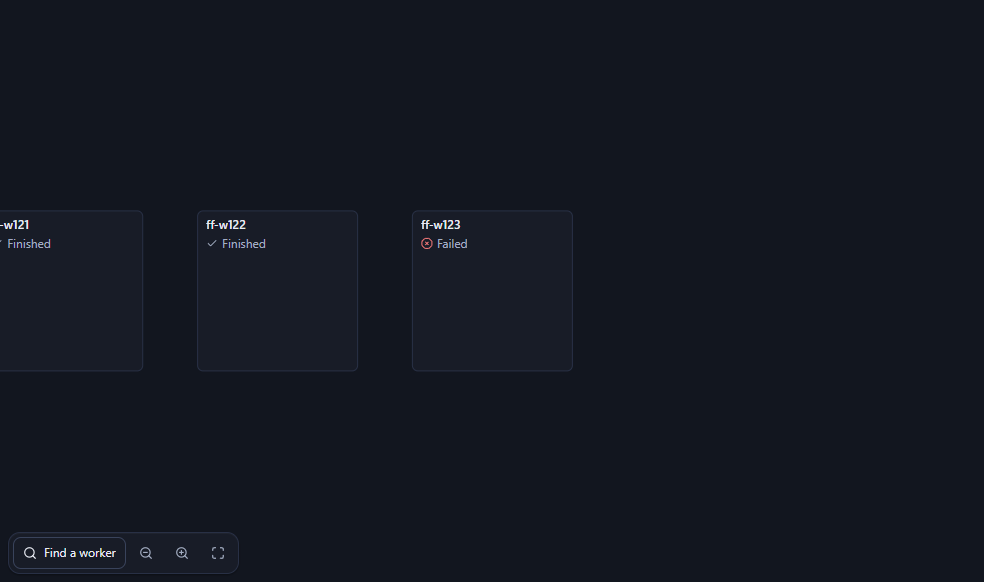 -w121
Finished
ff-w122
Finished
ff-w123
Failed
Find a worker